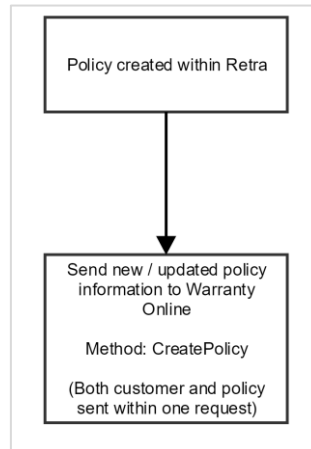 Policy created within Retra
Send new / updated policy
information to Warranty
Online
Method: CreatePolicy
(Both customer and policy
sent within one request)